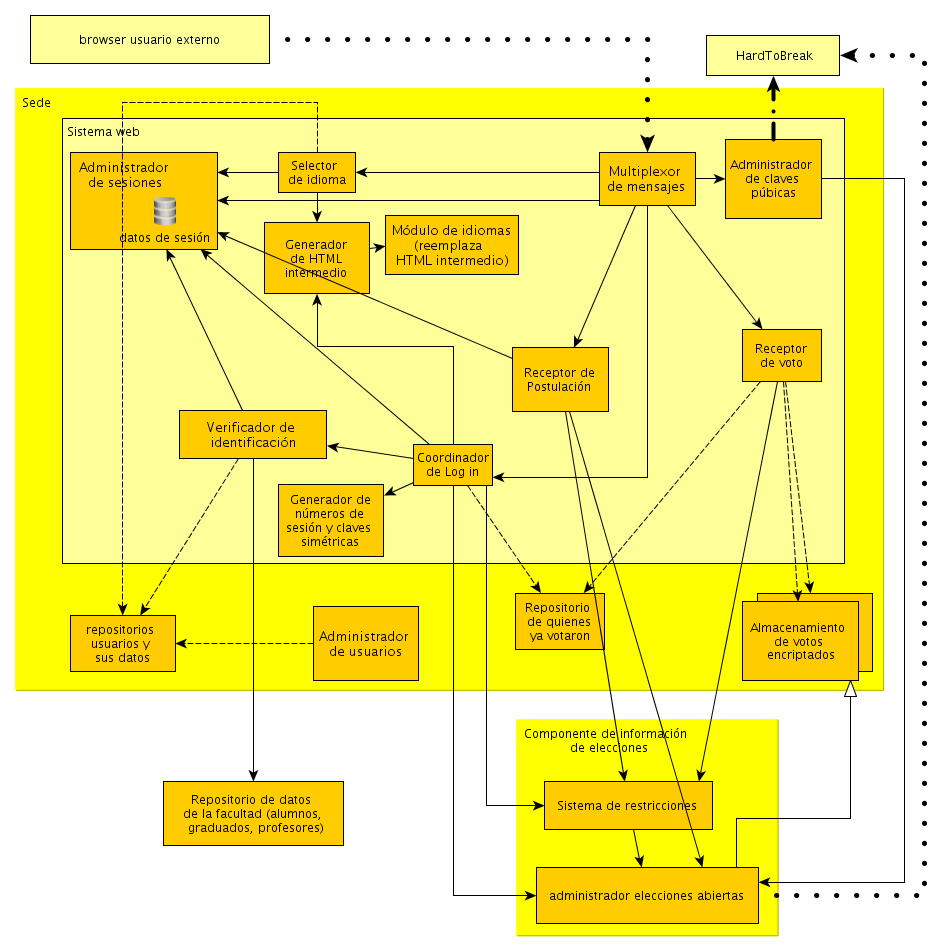 browser usuario externo
HardToBreak
Sede
Sistema web
Administrador
de sesiones
datos de sesión
Selector
de idioma
Multiplexor
de mensajes
Administrador
de claves
púbicas
Generador
de HTML
intermedio
Módulo de idiomas
(reemplaza
HTML intermedio)
Receptor
de voto
Receptor de
Postulación
Verificador de
identificación
Coordinador
de Log in
Generador de
números de
sesión y claves
simétricas
repositorios
usuarios y
sus datos
Administrador
de usuarios
Repositorio
de quienes
ya votaron
Almacenamiento
de votos
encriptados
Componente de información
de elecciones
Repositorio de datos
de la facultad (alumnos,
graduados, profesores)
Sistema de restricciones
administrador elecciones abiertas